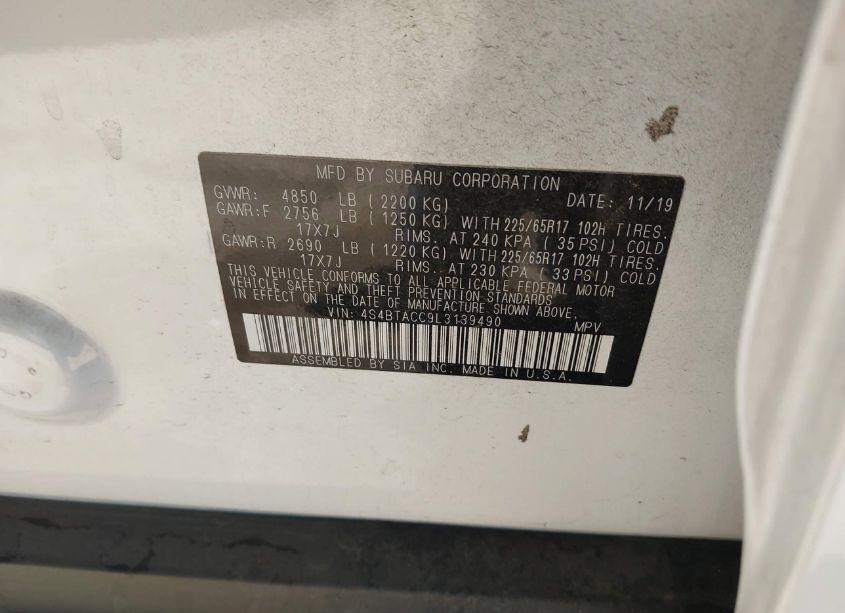 MFD BY SUBARU CORPORATION
GVWR: 4850 LB ( 2200 KG) DATE: 11/19
GAWR:F 2756 LB ( 1250 KG) WITH 225/65R17 102H TIRES.
17X7J RIMS. AT 240 KPA ( 35 PSI) COLD
GAWR:R 2690 LB ( 1220 KG) WITH 225/65R17 102H TIRES.
17X7J RIMS. AT 230 KPA ( 33 PSI) COLD
THIS VEHICLE CONFORMS TO ALL APPLICABLE FEDERAL MOTOR
VEHICLE SAFETY AND THEFT PREVENTION STANDARDS
IN EFFECT ON THE DATE OF MANUFACTURE SHOWN ABOVE.
VIN: 4S4BTACC9L3139490 MPV
ASSEMBLED BY SIA INC. MADE IN U.S.A.